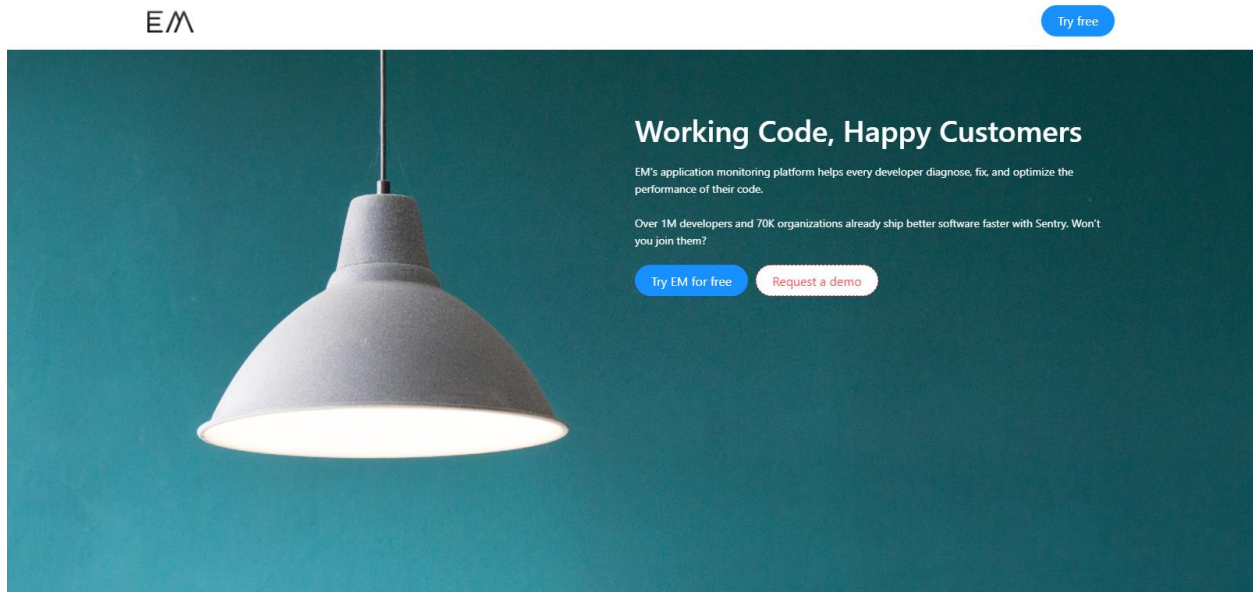 EM
Try free
Working Code, Happy Customers
EM's application monitoring platform helps every developer diagnose, fix, and optimize the
performance of their code.
Over 1M developers and 70K organizations already ship better software faster with Sentry. Won't
you join them?
Try EM for free
Request a demo